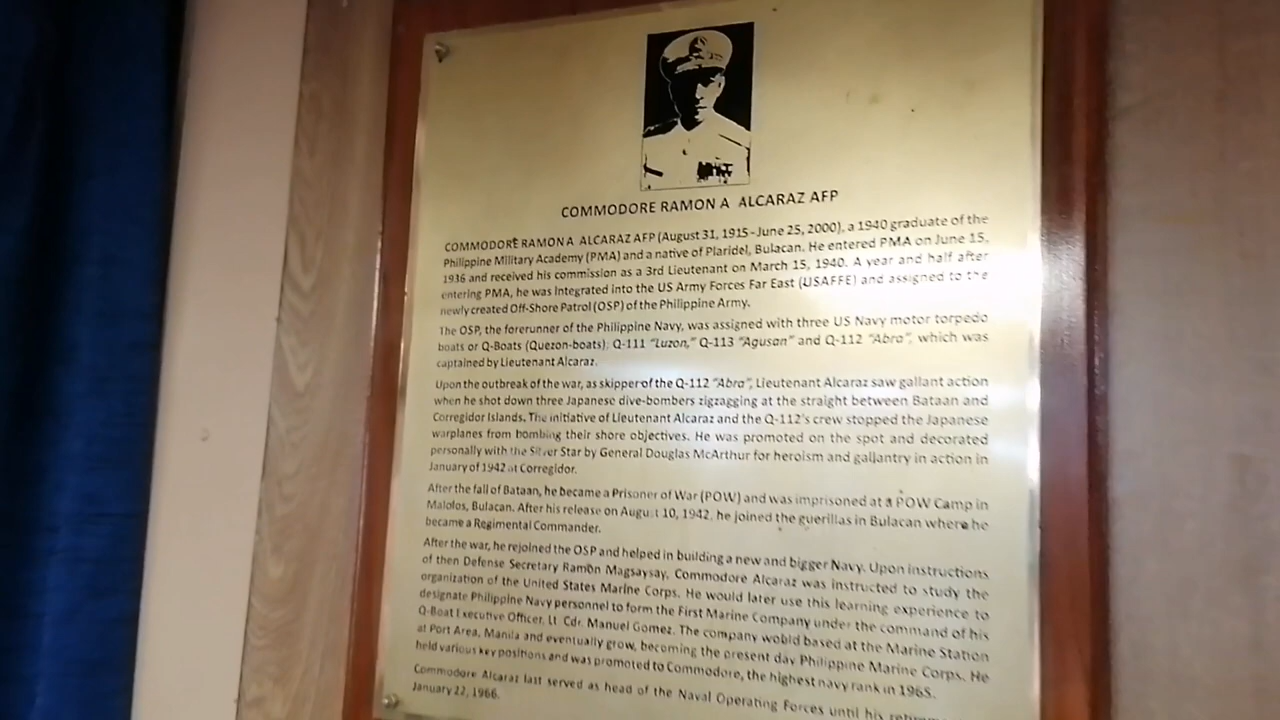 COMMODORE RAMON A ALCARAZ AFP
COMMODORE RAMON A ALCARAZ AFP (August 31, 1915 - June 25, 2000), a 1940 graduate of the
Philippine Military Academy (PMA) and a native of Plaridel, Bulacan. He entered PMA on June 15,
1936 and received his commission as a 3rd Lieutenant on March 15, 1940. A year and half after
entering PMA, he was integrated into the US Army Forces Far East (USAFFE) and assigned to the
newly created Off-Shore Patrol (OSP) of the Philippine Army.
The OSP, the forerunner of the Philippine Navy, was assigned with three US Navy motor torpedo
boats or Q-Boats (Quezon-boats); Q-111 "Luzon," Q-113 "Agusan" and Q-112 "Abra", which was
captained by Lieutenant Alcaraz.
Upon the outbreak of the war, as skipper of the Q-112 "Abra", Lieutenant Alcaraz saw gallant action
when he shot down three Japanese dive-bombers zigzagging at the straight between Bataan and
Corregidor Islands. The initiative of Lieutenant Alcaraz and the Q-112's crew stopped the Japanese
warplanes from bombing their shore objectives. He was promoted on the spot and decorated
personally with the Silver Star by General Douglas McArthur for heroism and gallantry in action in
January of 1942 at Corregidor.
After the fall of Bataan, he became a Prisoner of War (POW) and was imprisoned at a POW Camp in
Malolos, Bulacan. After his release on August 10, 1942, he joined the guerillas in Bulacan where he
became a Regimental Commander.
After the war, he rejoined the OSP and helped in building a new and bigger Navy. Upon instructions
of then Defense Secretary Ramon Magsaysay, Commodore Alcaraz was instructed to study the
organization of the United States Marine Corps. He would later use this learning experience to
designate Philippine Navy personnel to form the First Marine Company under the command of his
Q-Boat Executive Officer, Lt Cdr. Manuel Gomez. The company would based at the Marine Station
at Port Area, Manila and eventually grow, becoming the present day Philippine Marine Corps. He
held various key positions and was promoted to Commodore, the highest navy rank in 1965.
Commodore Alcaraz last served as head of the Naval Operating Forces until his
January 22, 1966.